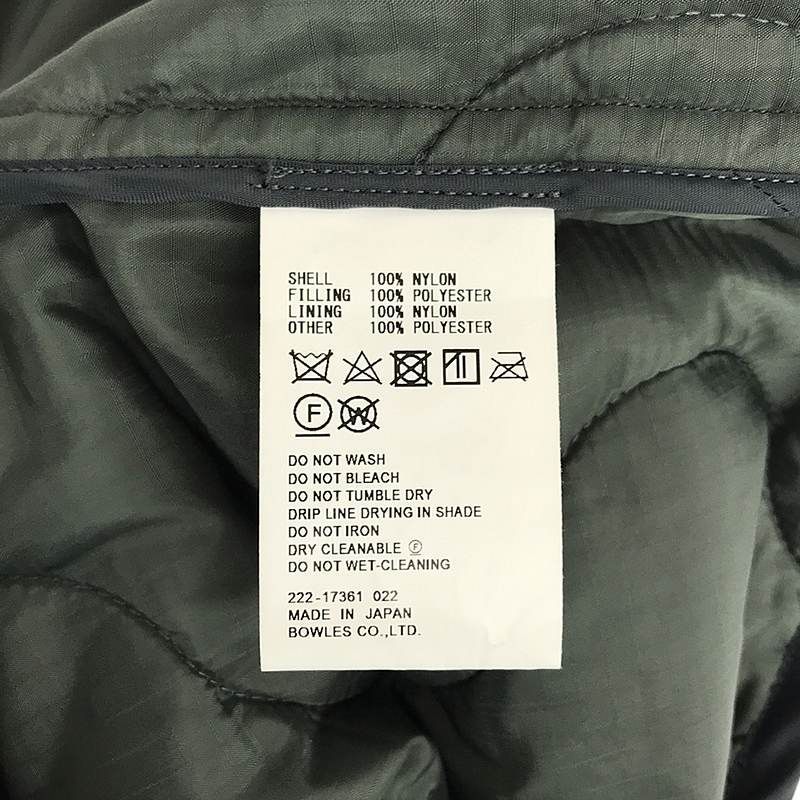 SHELL 100% NYLON
FILLING 100% POLYESTER
LINING 100% NYLON
OTHER 100% POLYESTER
F W
DO NOT WASH
DO NOT BLEACH
DO NOT TUMBLE DRY
DRIP LINE DRYING IN SHADE
DO NOT IRON
DRY CLEANABLE Ⓕ
DO NOT WET-CLEANING
222-17361 022
MADE IN JAPAN
BOWLES CO.,LTD.